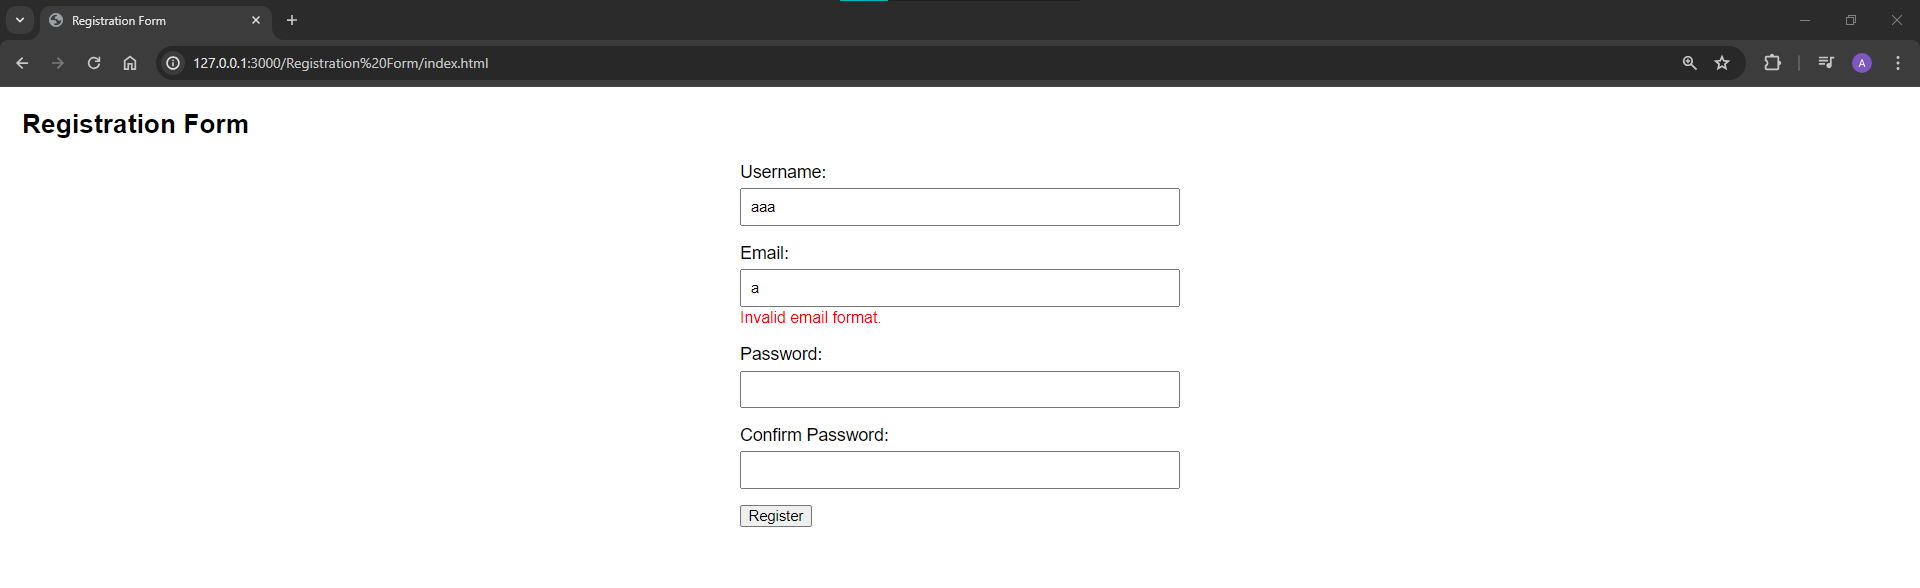 Registration Form
127.0.0.1:3000/Registration%20Form/index.html
A
Registration Form
Username:
aaa
Email:
a
Invalid email format.
Password:
Confirm Password:
Register